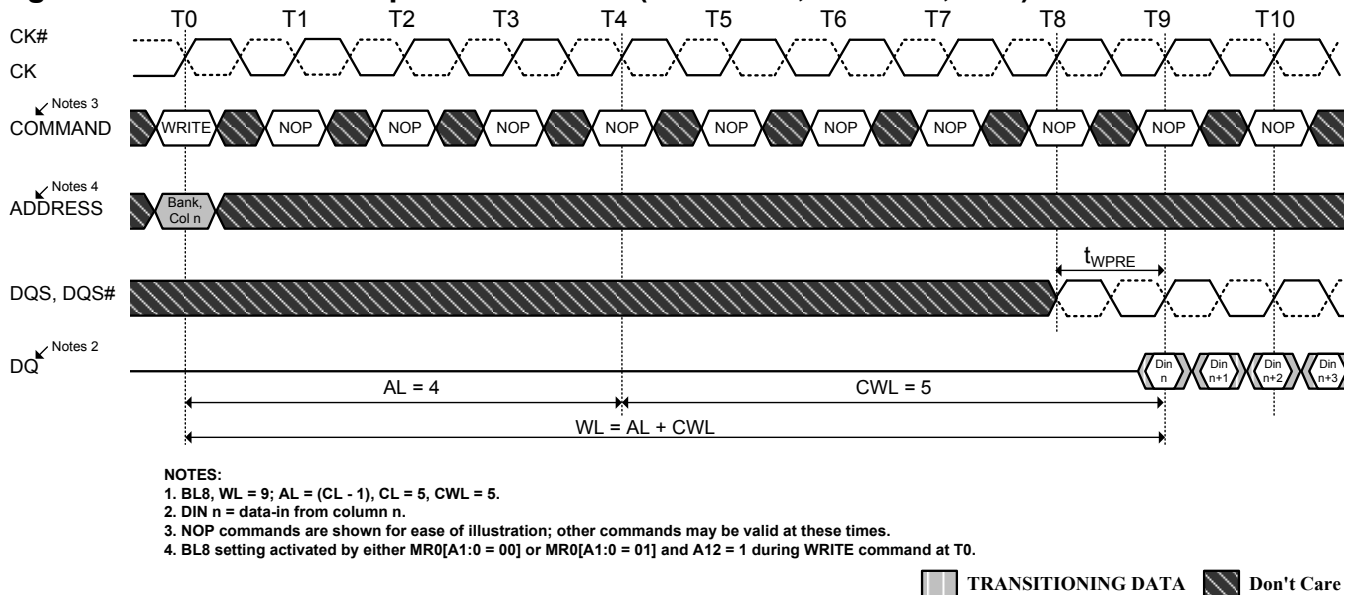 T0 T1 T2 T3 T4 T5 T6 T7 T8 T9 T10
CK#
CK
Notes 3
COMMAND WRITE NOP NOP NOP NOP NOP NOP NOP NOP NOP NOP
Notes 4
ADDRESS Bank, Col n
tWPRE
DQS, DQS#
Notes 2
DQ Din n Din n+1 Din n+2 Din n+3
AL = 4 CWL = 5
WL = AL + CWL
NOTES:
1. BL8, WL = 9; AL = (CL - 1), CL = 5, CWL = 5.
2. DIN n = data-in from column n.
3. NOP commands are shown for ease of illustration; other commands may be valid at these times.
4. BL8 setting activated by either MR0[A1:0 = 00] or MR0[A1:0 = 01] and A12 = 1 during WRITE command at T0.
TRANSITIONING DATA Don't Care